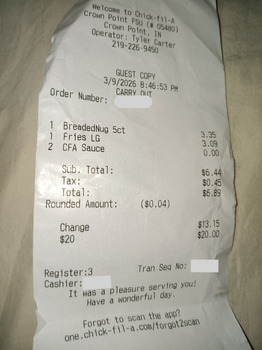 Welcome to Chick-fil-A
Crown Point FSU (# 05480)
Crown Point, IN
Operator: Tyler Carter
219-226-9450
GUEST COPY
3/9/2026 8:46:53 PM
CARRY OUT
Order Number:
1 BreadedNug 5ct 3.35
1 Fries LG 3.09
2 CFA Sauce 0.00
Sub. Total: $6.44
Tax: $0.45
Total: $6.89
Rounded Amount: ($0.04)
Change $13.15
$20 $20.00
Register:3 Tran Seq No:
Cashier:
It was a pleasure serving you!
Have a wonderful day.
Forgot to scan the app?
one.chick-fil-a.com/forgot2scan